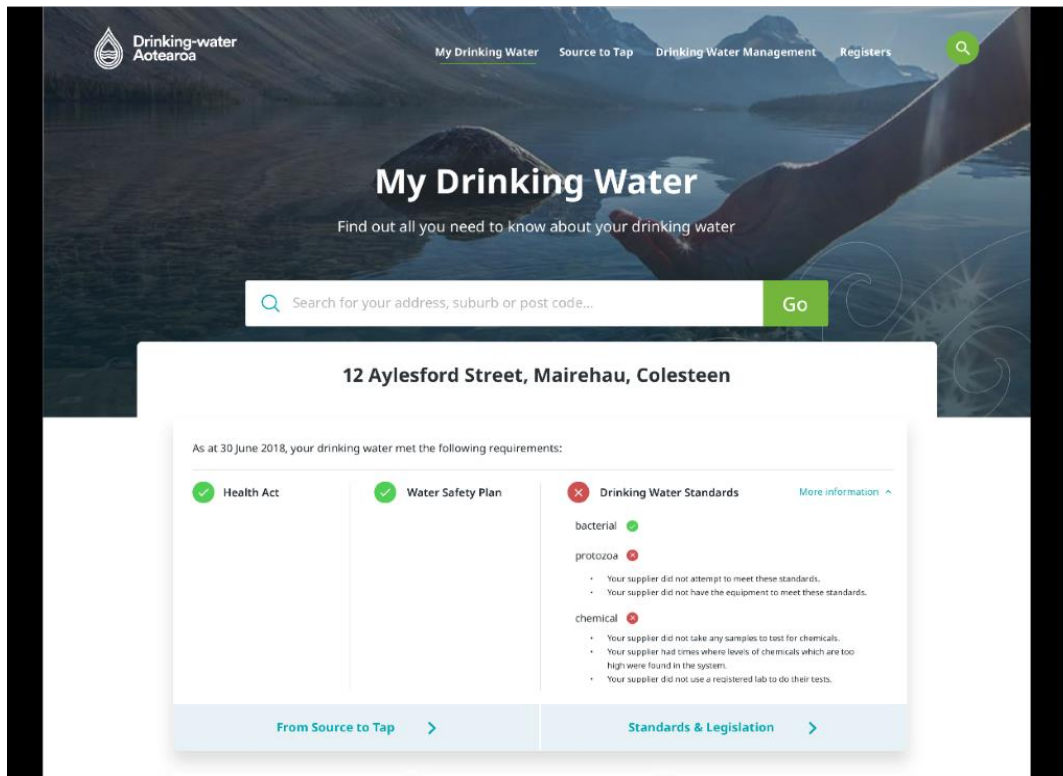 Drinking-water
Aotearoa
My Drinking Water
Source to Tap
Drinking Water Management
Registers
My Drinking Water
Find out all you need to know about your drinking water
Search for your address, suburb or post code...
Go
12 Aylesford Street, Mairehau, Colesteen
As at 30 June 2018, your drinking water met the following requirements:
Health Act
Water Safety Plan
Drinking Water Standards
More information
bacterial
protozoa
• Your supplier did not attempt to meet these standards.
• Your supplier did not have the equipment to meet these standards.
chemical
• Your supplier did not take any samples to test for chemicals.
• Your supplier had times where levels of chemicals which are too
high were found in the system.
• Your supplier did not use a registered lab to do their tests.
From Source to Tap
Standards & Legislation